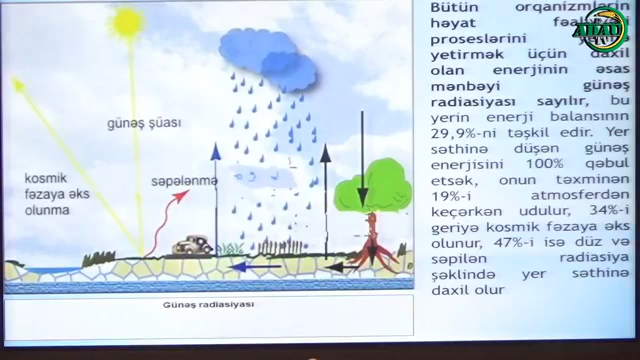 günəş şüası
kosmik
fəzaya əks
olunma
səpələnmə
Günəş radiasiyası
Bütün orqanizmlərin
həyat
proseslərini
yetirmək üçün daxil
olan enerjinin əsas
mənbəyi günəş
radiasiyası sayılır, bu
yerin enerji balansının
29,9%-ni təşkil edir. Yer
səthinə düşən günəş
enerjisini 100% qəbul
etsək, onun təxminən
19%-i atmosferdən
keçərkən udulur, 34%-i
geriyə kosmik fəzaya əks
olunur, 47%-i isə düz və
səpilən radiasiya
şəklində yer səthinə
daxil olur